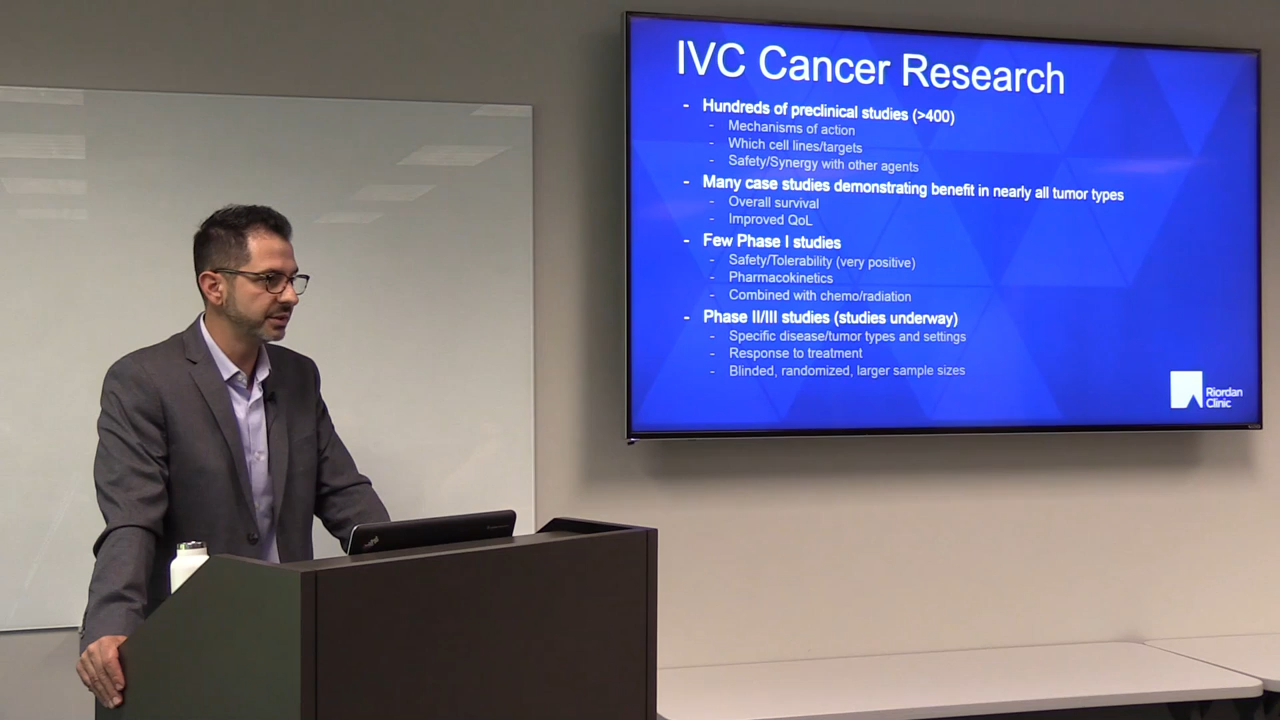 IVC Cancer Research
- Hundreds of preclinical studies (>400)
- Mechanisms of action
- Which cell lines/targets
- Safety/Synergy with other agents
- Many case studies demonstrating benefit in nearly all tumor types
- Overall survival
- Improved QoL
- Few Phase I studies
- Safety/Tolerability (very positive)
- Pharmacokinetics
- Combined with chemo/radiation
- Phase II/III studies (studies underway)
- Specific disease/tumor types and settings
- Response to treatment
- Blinded, randomized, larger sample sizes
Riordan
Clinic